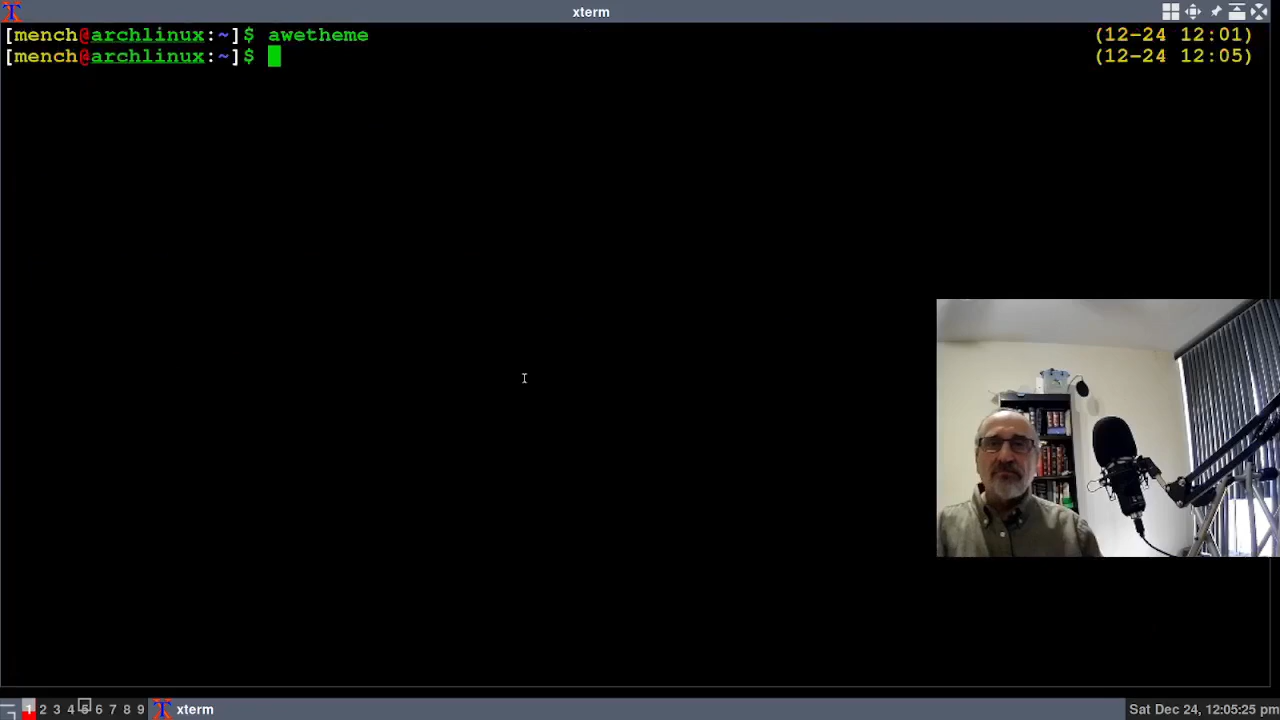 xterm
[mench@archlinux:~]$ awetheme (12-24 12:01)
[mench@archlinux:~]$ (12-24 12:05)
1 2 3 4 5 6 7 8 9 xterm Sat Dec 24, 12:05:25 pm